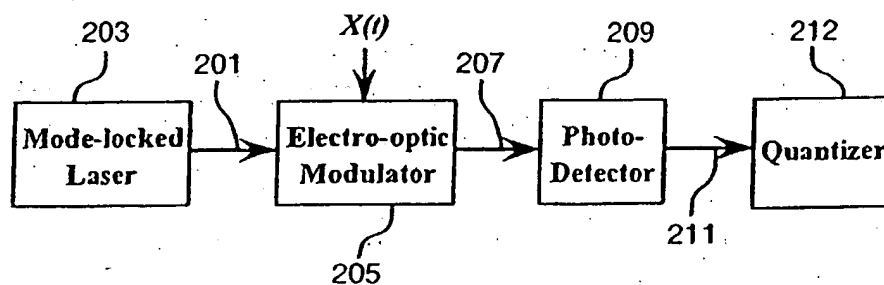 203
201
X(t)
207
209
212
Mode-locked
Laser
Electro-optic
Modulator
Photo-
Detector
Quantizer
205
211